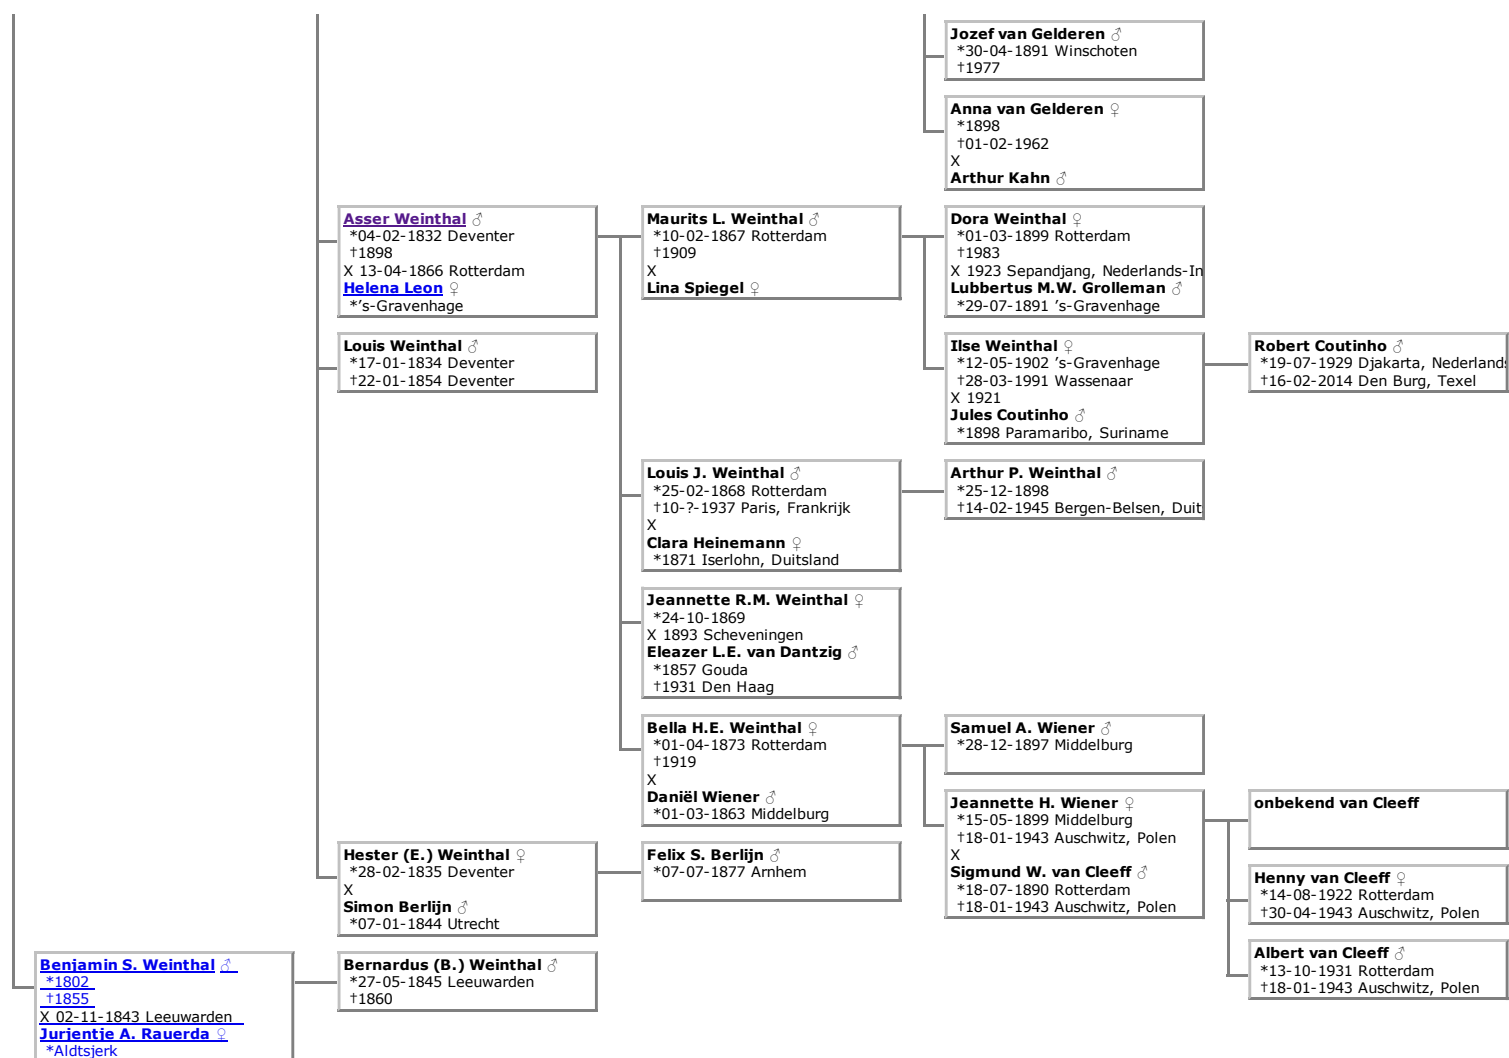 Jozef van Gelderen ♂
*30-04-1891 Winschoten
†1977
Anna van Gelderen ♀
*1898
†01-02-1962
X
Arthur Kahn ♂
Asser Weinthal ♂
*04-02-1832 Deventer
†1898
X 13-04-1866 Rotterdam
Helena Leon ♀
*'s-Gravenhage
Maurits L. Weinthal ♂
*10-02-1867 Rotterdam
†1909
X
Lina Spiegel ♀
Dora Weinthal ♀
*01-03-1899 Rotterdam
†1983
X 1923 Sepandjang, Nederlands-In
Lubbertus M.W. Grolleman ♂
*29-07-1891 's-Gravenhage
Louis Weinthal ♂
*17-01-1834 Deventer
†22-01-1854 Deventer
Ilse Weinthal ♀
*12-05-1902 's-Gravenhage
†28-03-1991 Wassenaar
X 1921
Jules Coutinho ♂
*1898 Paramaribo, Suriname
Robert Coutinho ♂
*19-07-1929 Djakarta, Nederlands
†16-02-2014 Den Burg, Texel
Louis J. Weinthal ♂
*25-02-1868 Rotterdam
†10-?-1937 Paris, Frankrijk
X
Clara Heinemann ♀
*1871 Iserlohn, Duitsland
Arthur P. Weinthal ♂
*25-12-1898
†14-02-1945 Bergen-Belsen, Duit
Jeannette R.M. Weinthal ♀
*24-10-1869
X 1893 Scheveningen
Eleazer L.E. van Dantzig ♂
*1857 Gouda
†1931 Den Haag
Bella H.E. Weinthal ♀
*01-04-1873 Rotterdam
†1919
X
Daniël Wiener ♂
*01-03-1863 Middelburg
Samuel A. Wiener ♂
*28-12-1897 Middelburg
Jeannette H. Wiener ♀
*15-05-1899 Middelburg
†18-01-1943 Auschwitz, Polen
X
Sigmund W. van Cleeff ♂
*18-07-1890 Rotterdam
†18-01-1943 Auschwitz, Polen
onbekend van Cleeff
Hester (E.) Weinthal ♀
*28-02-1835 Deventer
X
Simon Berlijn ♂
*07-01-1844 Utrecht
Felix S. Berlijn ♂
*07-07-1877 Arnhem
Henny van Cleeff ♀
*14-08-1922 Rotterdam
†30-04-1943 Auschwitz, Polen
Albert van Cleeff ♂
*13-10-1931 Rotterdam
†18-01-1943 Auschwitz, Polen
Benjamin S. Weinthal ♂
*1802
†1855
X 02-11-1843 Leeuwarden
Jurjentje A. Rauerda ♀
*Aldtsjerk
Bernardus (B.) Weinthal ♂
*27-05-1845 Leeuwarden
†1860